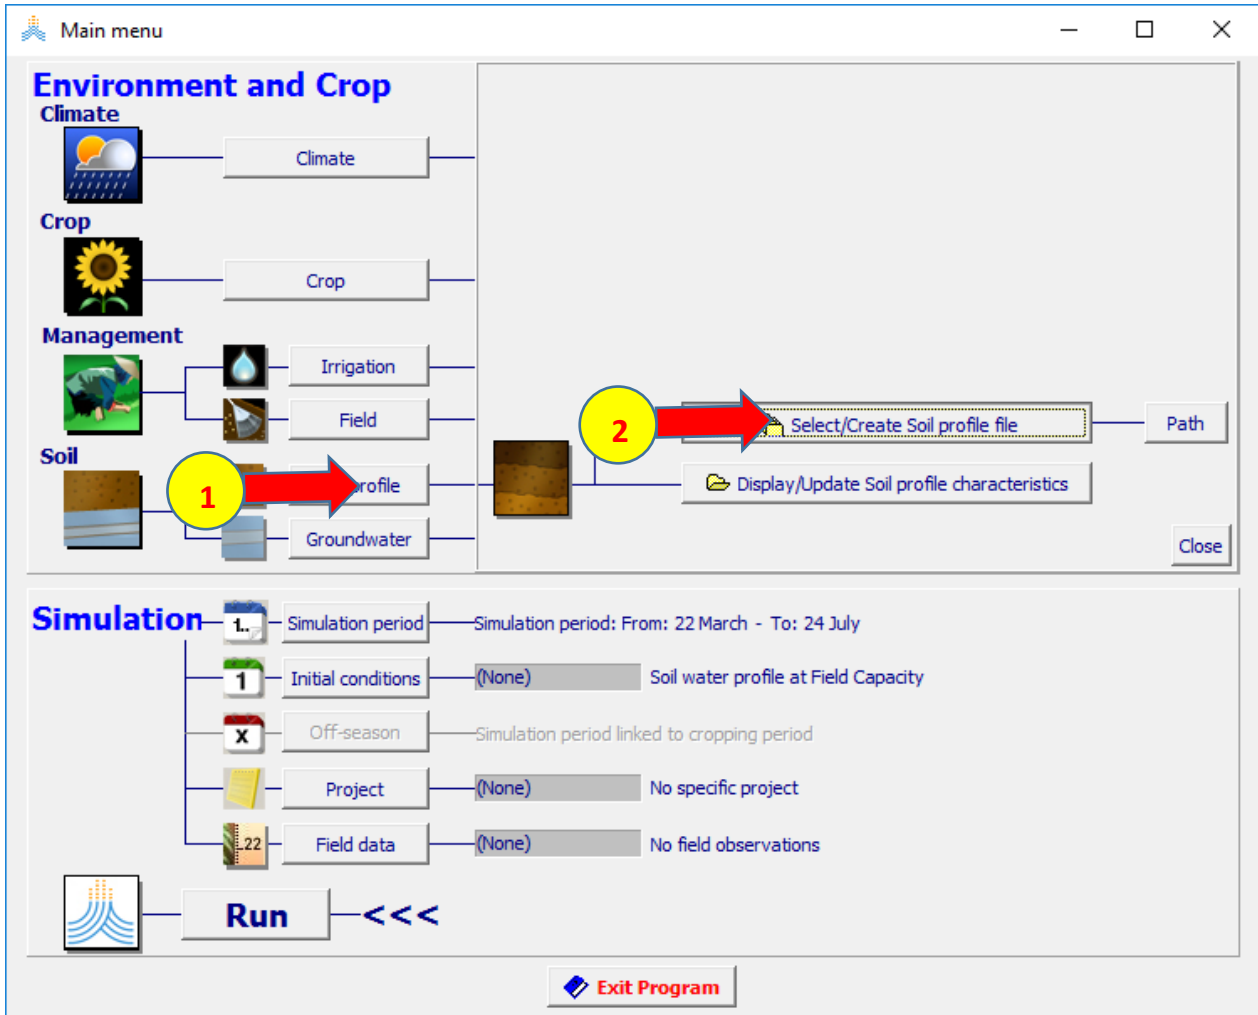 Main menu
Environment and Crop
Climate
Climate
Crop
Crop
Management
Irrigation
Field
2
Select/Create Soil profile file
Path
Soil
1
rofile
Display/Update Soil profile characteristics
Groundwater
Close
Simulation
1..
Simulation period
Simulation period: From: 22 March - To: 24 July
1
Initial conditions
(None)
Soil water profile at Field Capacity
X
Off-season
Simulation period linked to cropping period
Project
(None)
No specific project
..22
Field data
(None)
No field observations
Run
<<<
Exit Program